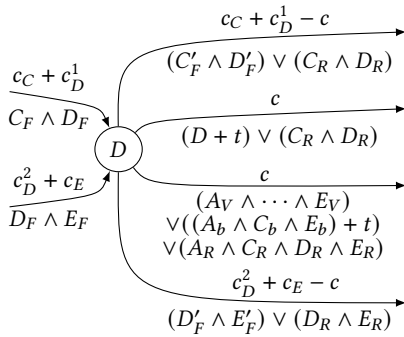 c_C + c_D^1 − c
(C′_F ∧ D′_F) ∨ (C_R ∧ D_R)
c_C + c_D^1
C_F ∧ D_F
c
(D + t) ∨ (C_R ∧ D_R)
D
c_D^2 + c_E
D_F ∧ E_F
c
(A_V ∧ ⋯ ∧ E_V)
∨((A_b ∧ C_b ∧ E_b) + t)
∨(A_R ∧ C_R ∧ D_R ∧ E_R)
c_D^2 + c_E − c
(D′_F ∧ E′_F) ∨ (D_R ∧ E_R)